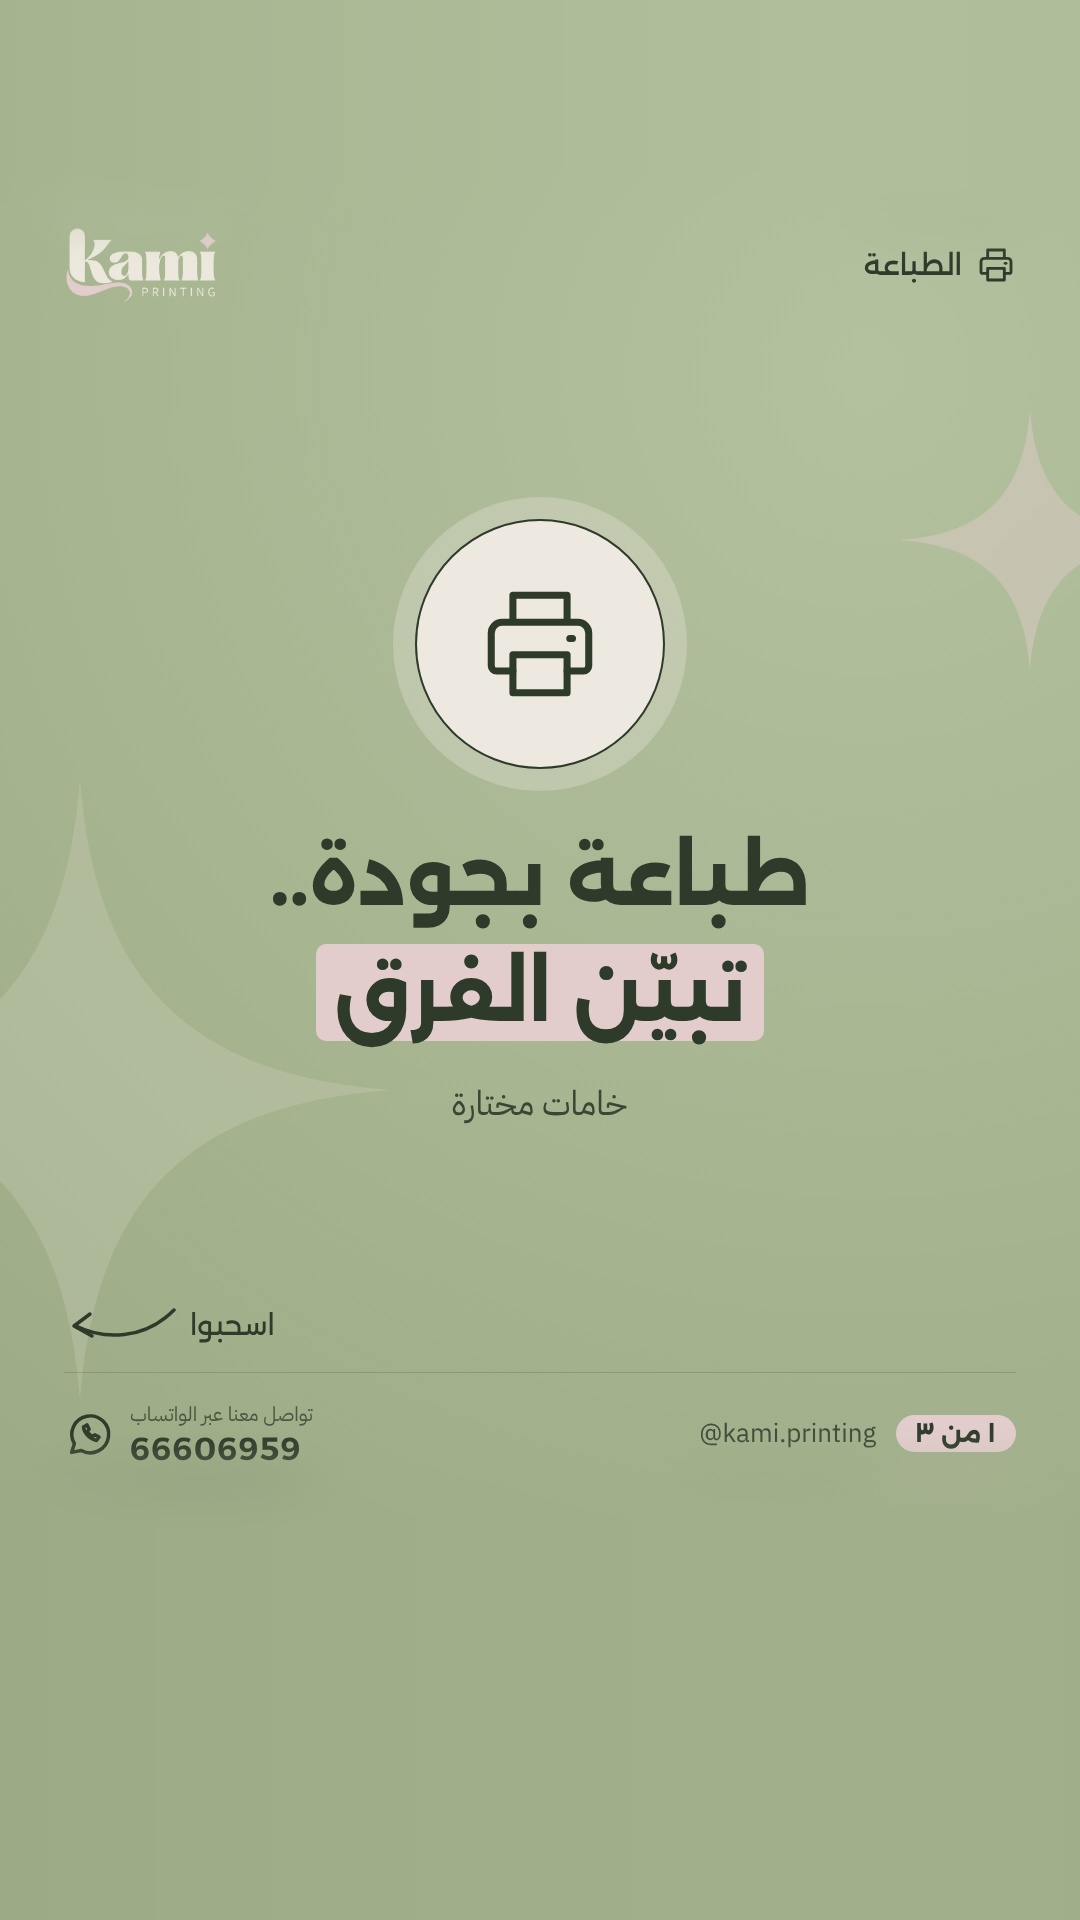 الطباعة
Kami
PRINTING
طباعة بجودة..
تبيّن الفرق
خامات مختارة
اسحبوا
١ من ٣
@kami.printing
تواصل معنا عبر الواتساب
66606959